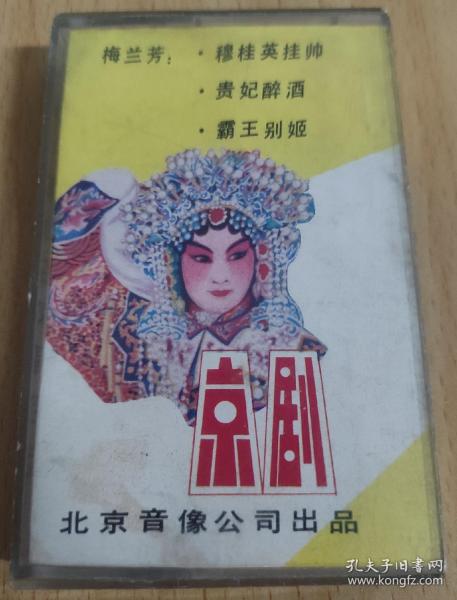 梅兰芳：·穆桂英挂帅
·贵妃醉酒
·霸王别姬
京剧
北京音像公司出品
孔夫子旧书网
www.kongfz.com